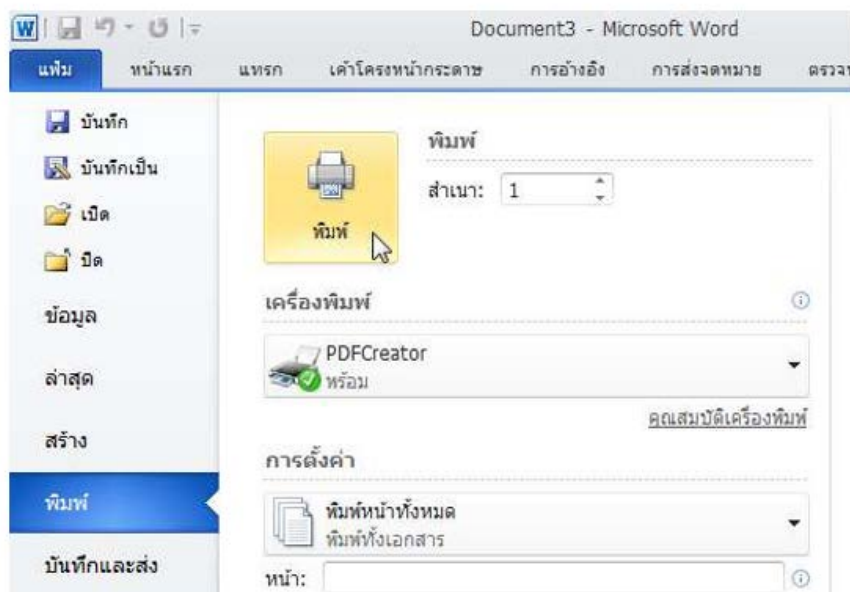 Document3 - Microsoft Word
แฟ้ม หน้าแรก แทรก เค้าโครงหน้ากระดาษ การอ้างอิง การส่งจดหมาย
บันทึก
บันทึกเป็น
เปิด
ปิด
ข้อมูล
ล่าสุด
สร้าง
พิมพ์
บันทึกและส่ง
พิมพ์
พิมพ์
สำเนา: 1
เครื่องพิมพ์
PDFCreator
พร้อม
คุณสมบัติเครื่องพิมพ์
การตั้งค่า
พิมพ์หน้าทั้งหมด
พิมพ์ทั้งเอกสาร
หน้า: